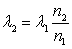 λ₂ = λ₁ n₂/n₁